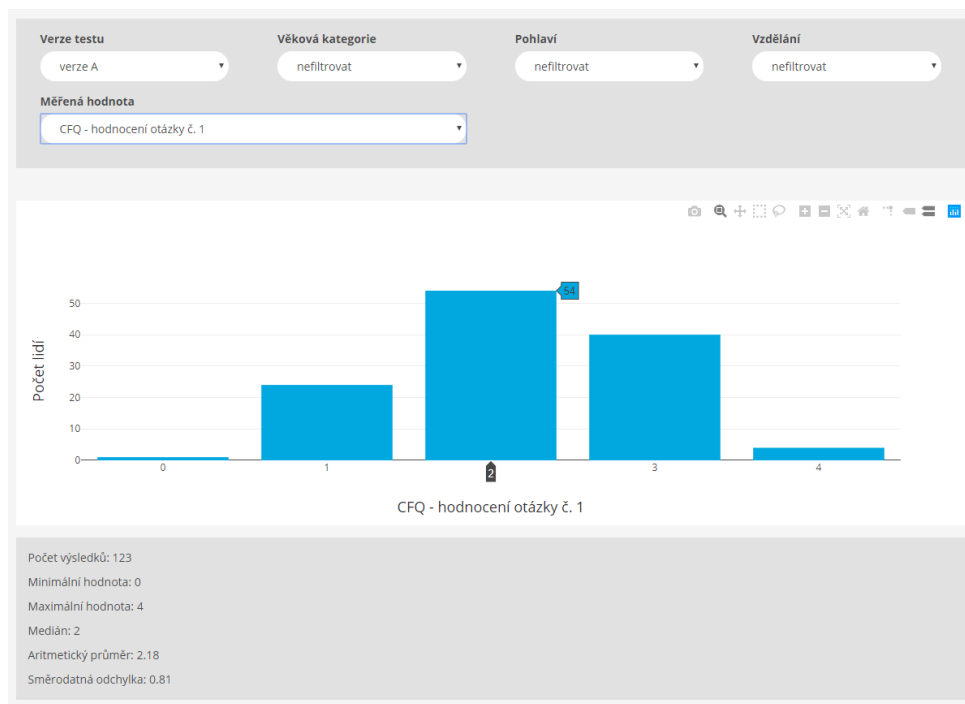 Verze testu Věková kategorie Pohlaví Vzdělání
verze A nefiltrovat nefiltrovat nefiltrovat
Měřená hodnota
CFQ - hodnocení otázky č. 1
54
50
40
30
20
10
0
Počet lidí
0 1 2 3 4
CFQ - hodnocení otázky č. 1
Počet výsledků: 123
Minimální hodnota: 0
Maximální hodnota: 4
Medián: 2
Aritmetický průměr: 2.18
Směrodatná odchylka: 0.81